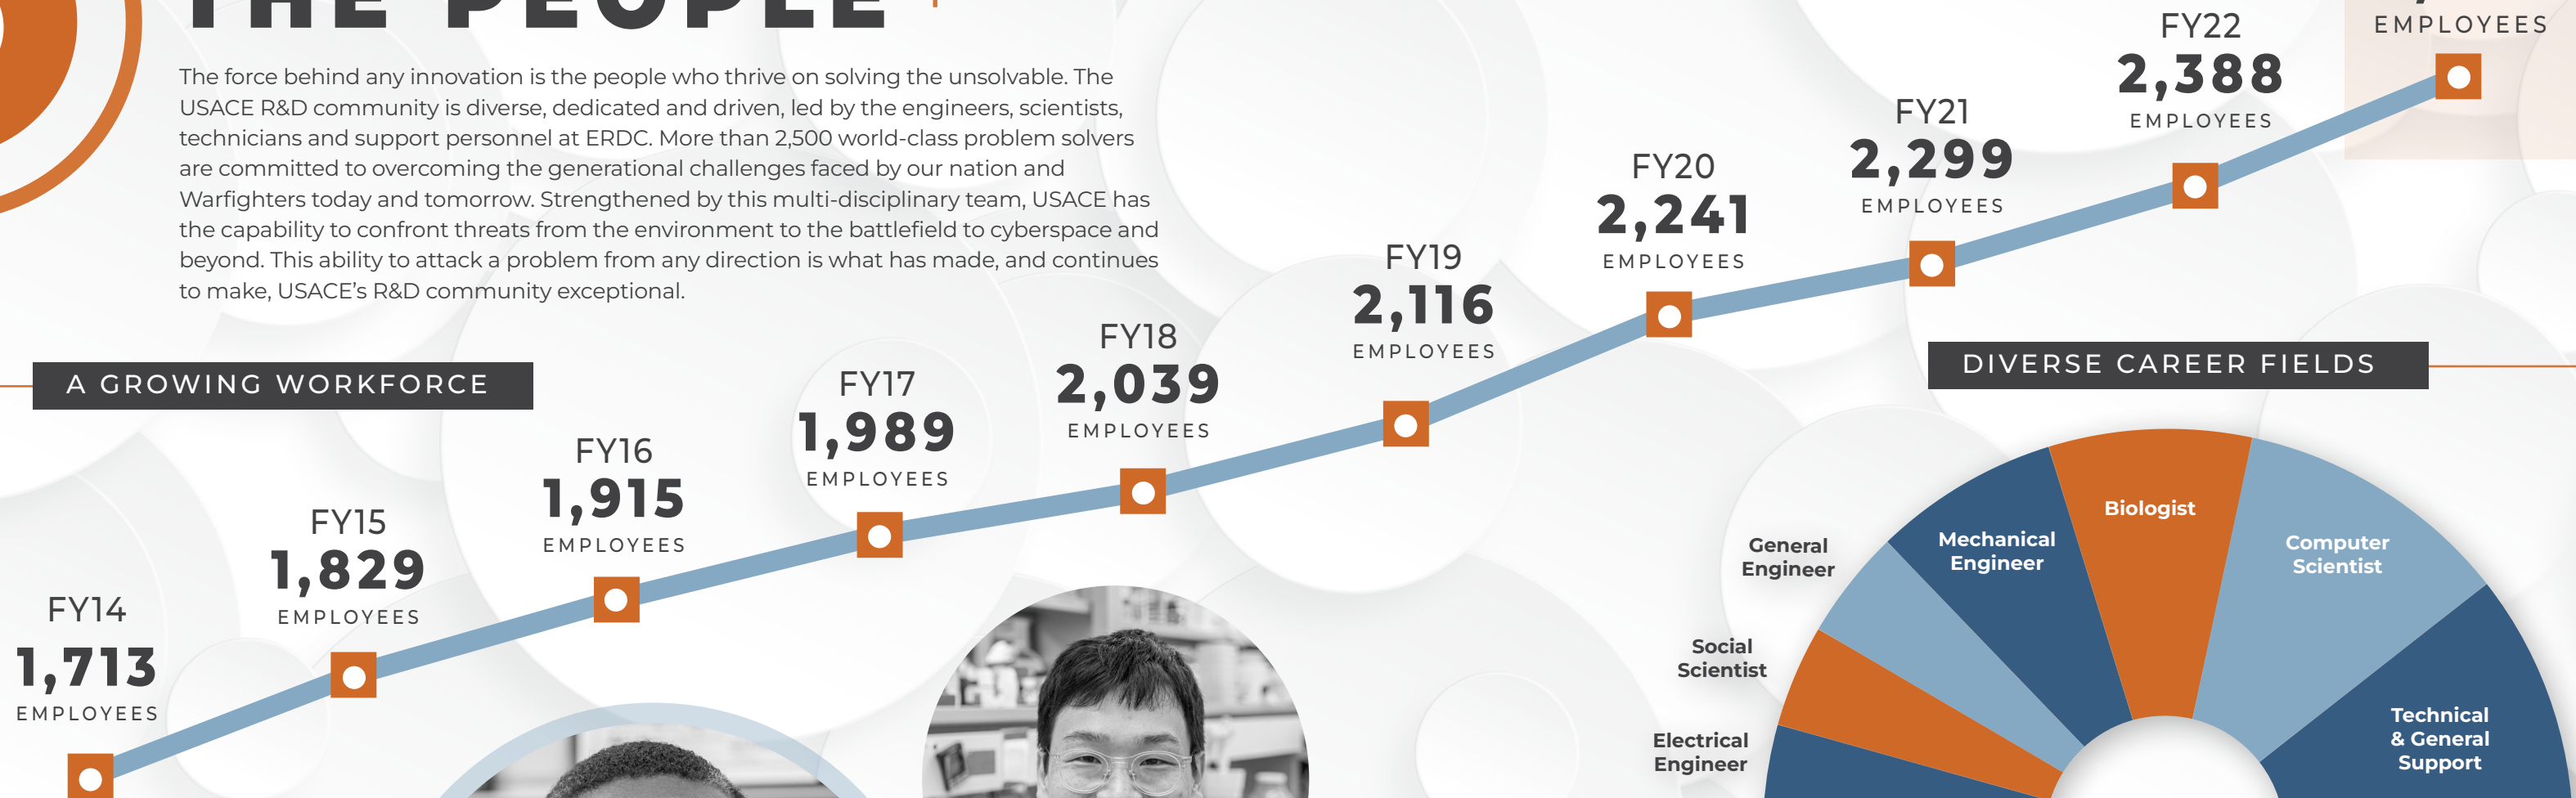 THE PEOPLE
The force behind any innovation is the people who thrive on solving the unsolvable. The
USACE R&D community is diverse, dedicated and driven, led by the engineers, scientists,
technicians and support personnel at ERDC. More than 2,500 world-class problem solvers
are committed to overcoming the generational challenges faced by our nation and
Warfighters today and tomorrow. Strengthened by this multi-disciplinary team, USACE has
the capability to confront threats from the environment to the battlefield to cyberspace and
beyond. This ability to attack a problem from any direction is what has made, and continues
to make, USACE’s R&D community exceptional.
A GROWING WORKFORCE
FY14
1,713
EMPLOYEES
FY15
1,829
EMPLOYEES
FY16
1,915
EMPLOYEES
FY17
1,989
EMPLOYEES
FY18
2,039
EMPLOYEES
FY19
2,116
EMPLOYEES
FY20
2,241
EMPLOYEES
FY21
2,299
EMPLOYEES
FY22
2,388
EMPLOYEES
EMPLOYEES
DIVERSE CAREER FIELDS
Electrical
Engineer
Social
Scientist
General
Engineer
Mechanical
Engineer
Biologist
Computer
Scientist
Technical
& General
Support